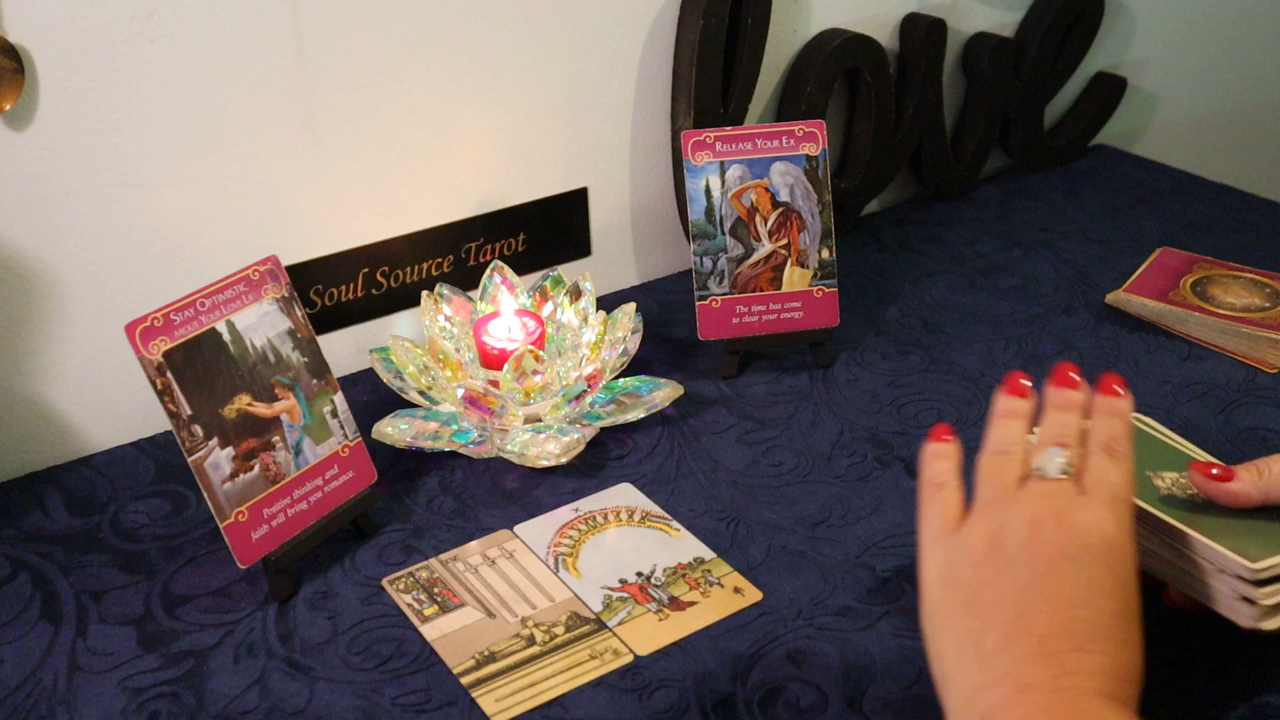 love
RELEASE YOUR EX
The time has come
to clear your energy.
Soul Source Tarot
STAY OPTIMISTIC
ABOUT YOUR LOVE
Positive thinking and
faith will bring you romance.
X